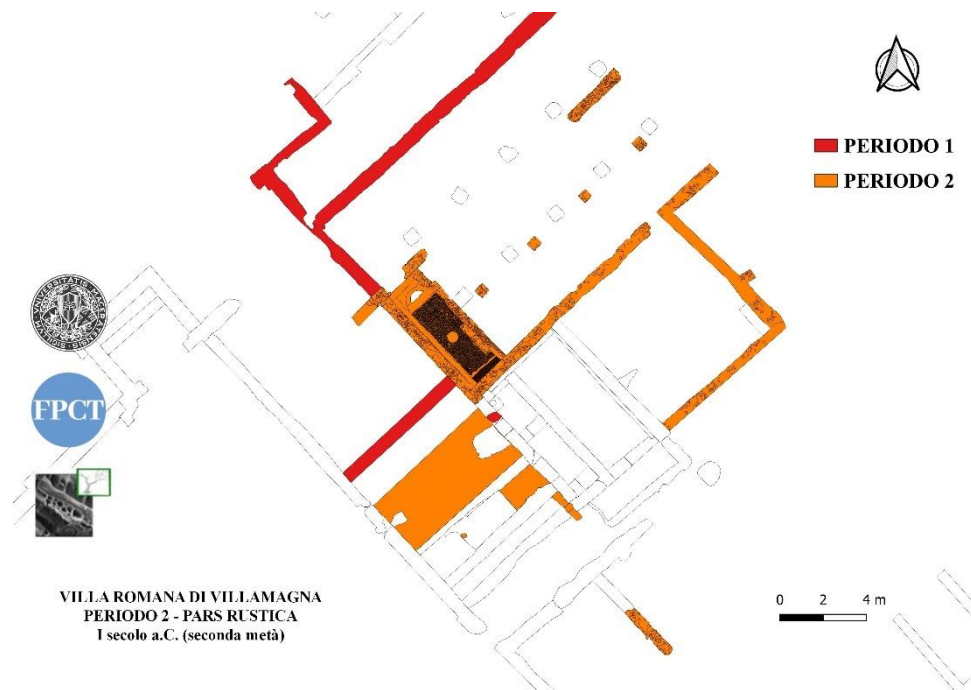 PERIODO 1
PERIODO 2
FPCT
VILLA ROMANA DI VILLAMAGNA
PERIODO 2 - PARS RUSTICA
I secolo a.C. (seconda metà)
0 2 4 m